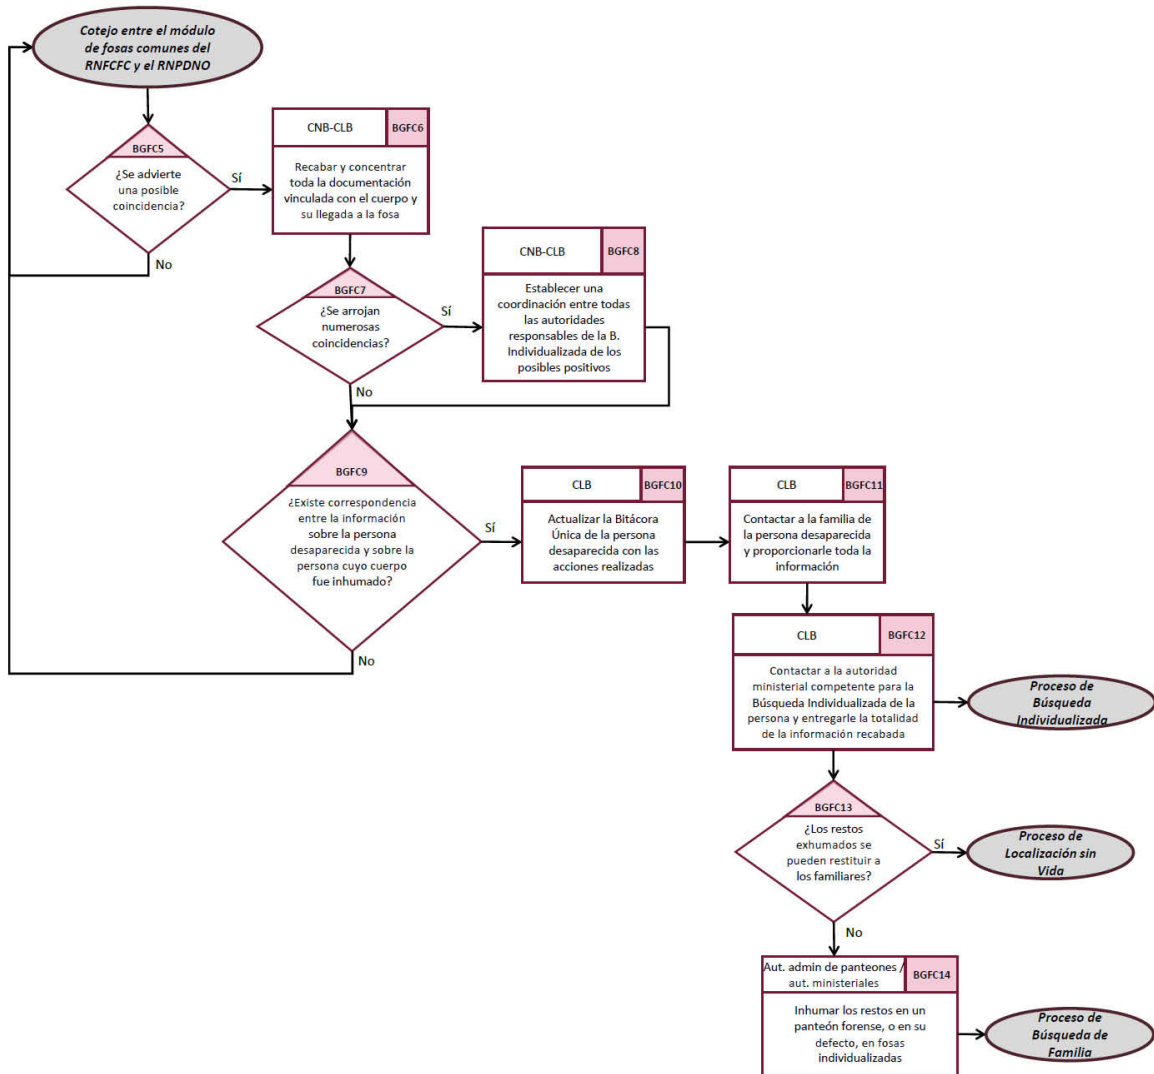 Cotejo entre el módulo
de fosas comunes del
RNFCFC y el RNPDNO
BGFC5
¿Se advierte
una posible
coincidencia?
Sí
No
CNB-CLB
BGFC6
Recabar y concentrar
toda la documentación
vinculada con el cuerpo y
su llegada a la fosa
BGFC7
¿Se arrojan
numerosas
coincidencias?
Sí
No
CNB-CLB
BGFC8
Establecer una
coordinación entre todas
las autoridades
responsables de la B.
Individualizada de los
posibles positivos
BGFC9
¿Existe correspondencia
entre la información
sobre la persona
desaparecida y sobre la
persona cuyo cuerpo
fue inhumado?
Sí
No
CLB
BGFC10
Actualizar la Bitácora
Única de la persona
desaparecida con las
acciones realizadas
CLB
BGFC11
Contactar a la familia de
la persona desaparecida
y proporcionarle toda la
información
CLB
BGFC12
Contactar a la autoridad
ministerial competente para la
Búsqueda Individualizada de la
persona y entregarle la totalidad
de la información recabada
Proceso de
Búsqueda
Individualizada
BGFC13
¿Los restos
exhumados se
pueden restituir a
los familiares?
Sí
No
Proceso de
Localización sin
Vida
Aut. admin de panteones /
aut. ministeriales
BGFC14
Inhumar los restos en un
panteón forense, o en su
defecto, en fosas
individualizadas
Proceso de
Búsqueda de
Familia